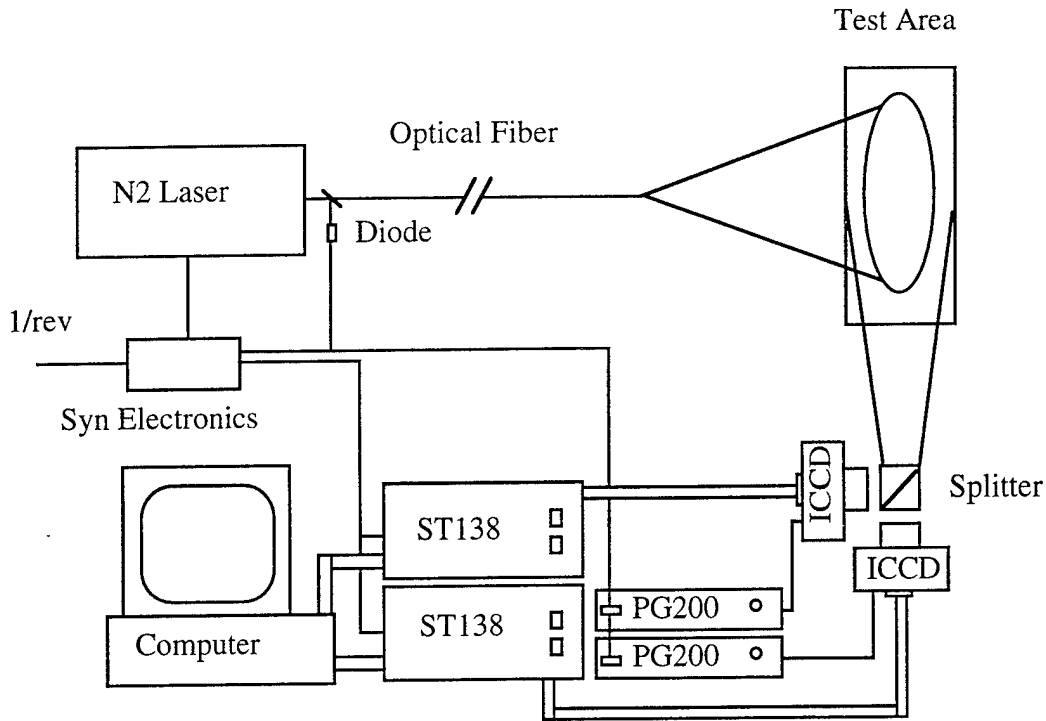 Test Area
Optical Fiber
N2 Laser
Diode
1/rev
Syn Electronics
ICCD
Splitter
ST138
ICCD
PG200
ST138
Computer
PG200